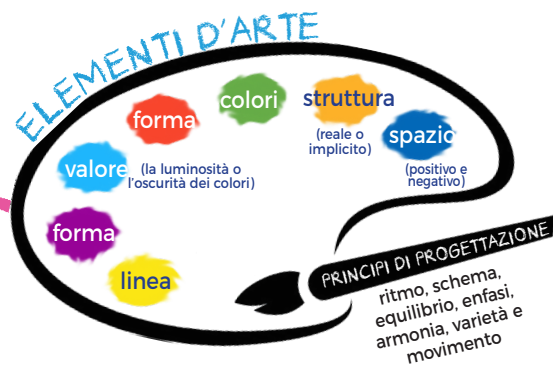 ELEMENTI D'ARTE
colori
struttura
(reale o
implicito)
forma
spazio
(positivo e
negativo)
valore
(la luminosità o
l'oscurità dei colori)
forma
linea
PRINCIPI DI PROGETTAZIONE
ritmo, schema,
equilibrio, enfasi,
armonia, varietà e
movimento